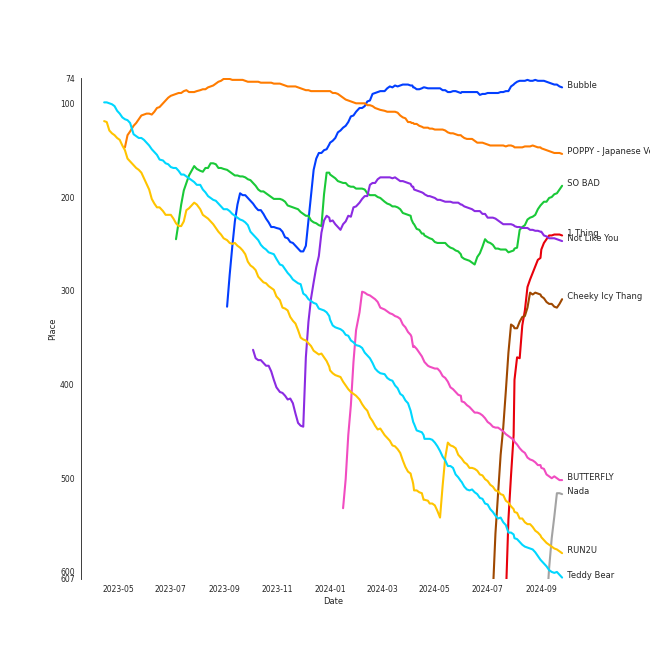 74
100
200
300
400
500
600
607
Place
2023-05
2023-07
2023-09
2023-11
2024-01
2024-03
2024-05
2024-07
2024-09
Date
Bubble
POPPY - Japanese Ve
SO BAD
1 Thing
Not Like You
Cheeky Icy Thang
BUTTERFLY
Nada
RUN2U
Teddy Bear